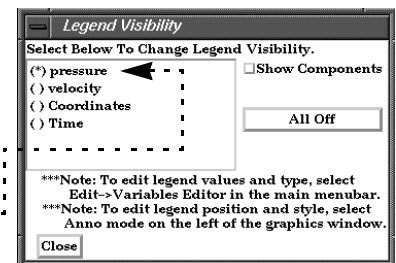 Legend Visibility
Select Below To Change Legend Visibility.
(*) pressure
( ) velocity
( ) Coordinates
( ) Time
Show Components
All Off
***Note: To edit legend values and type, select
Edit->Variables Editor in the main menubar.
***Note: To edit legend position and style, select
Anno mode on the left of the graphics window.
Close